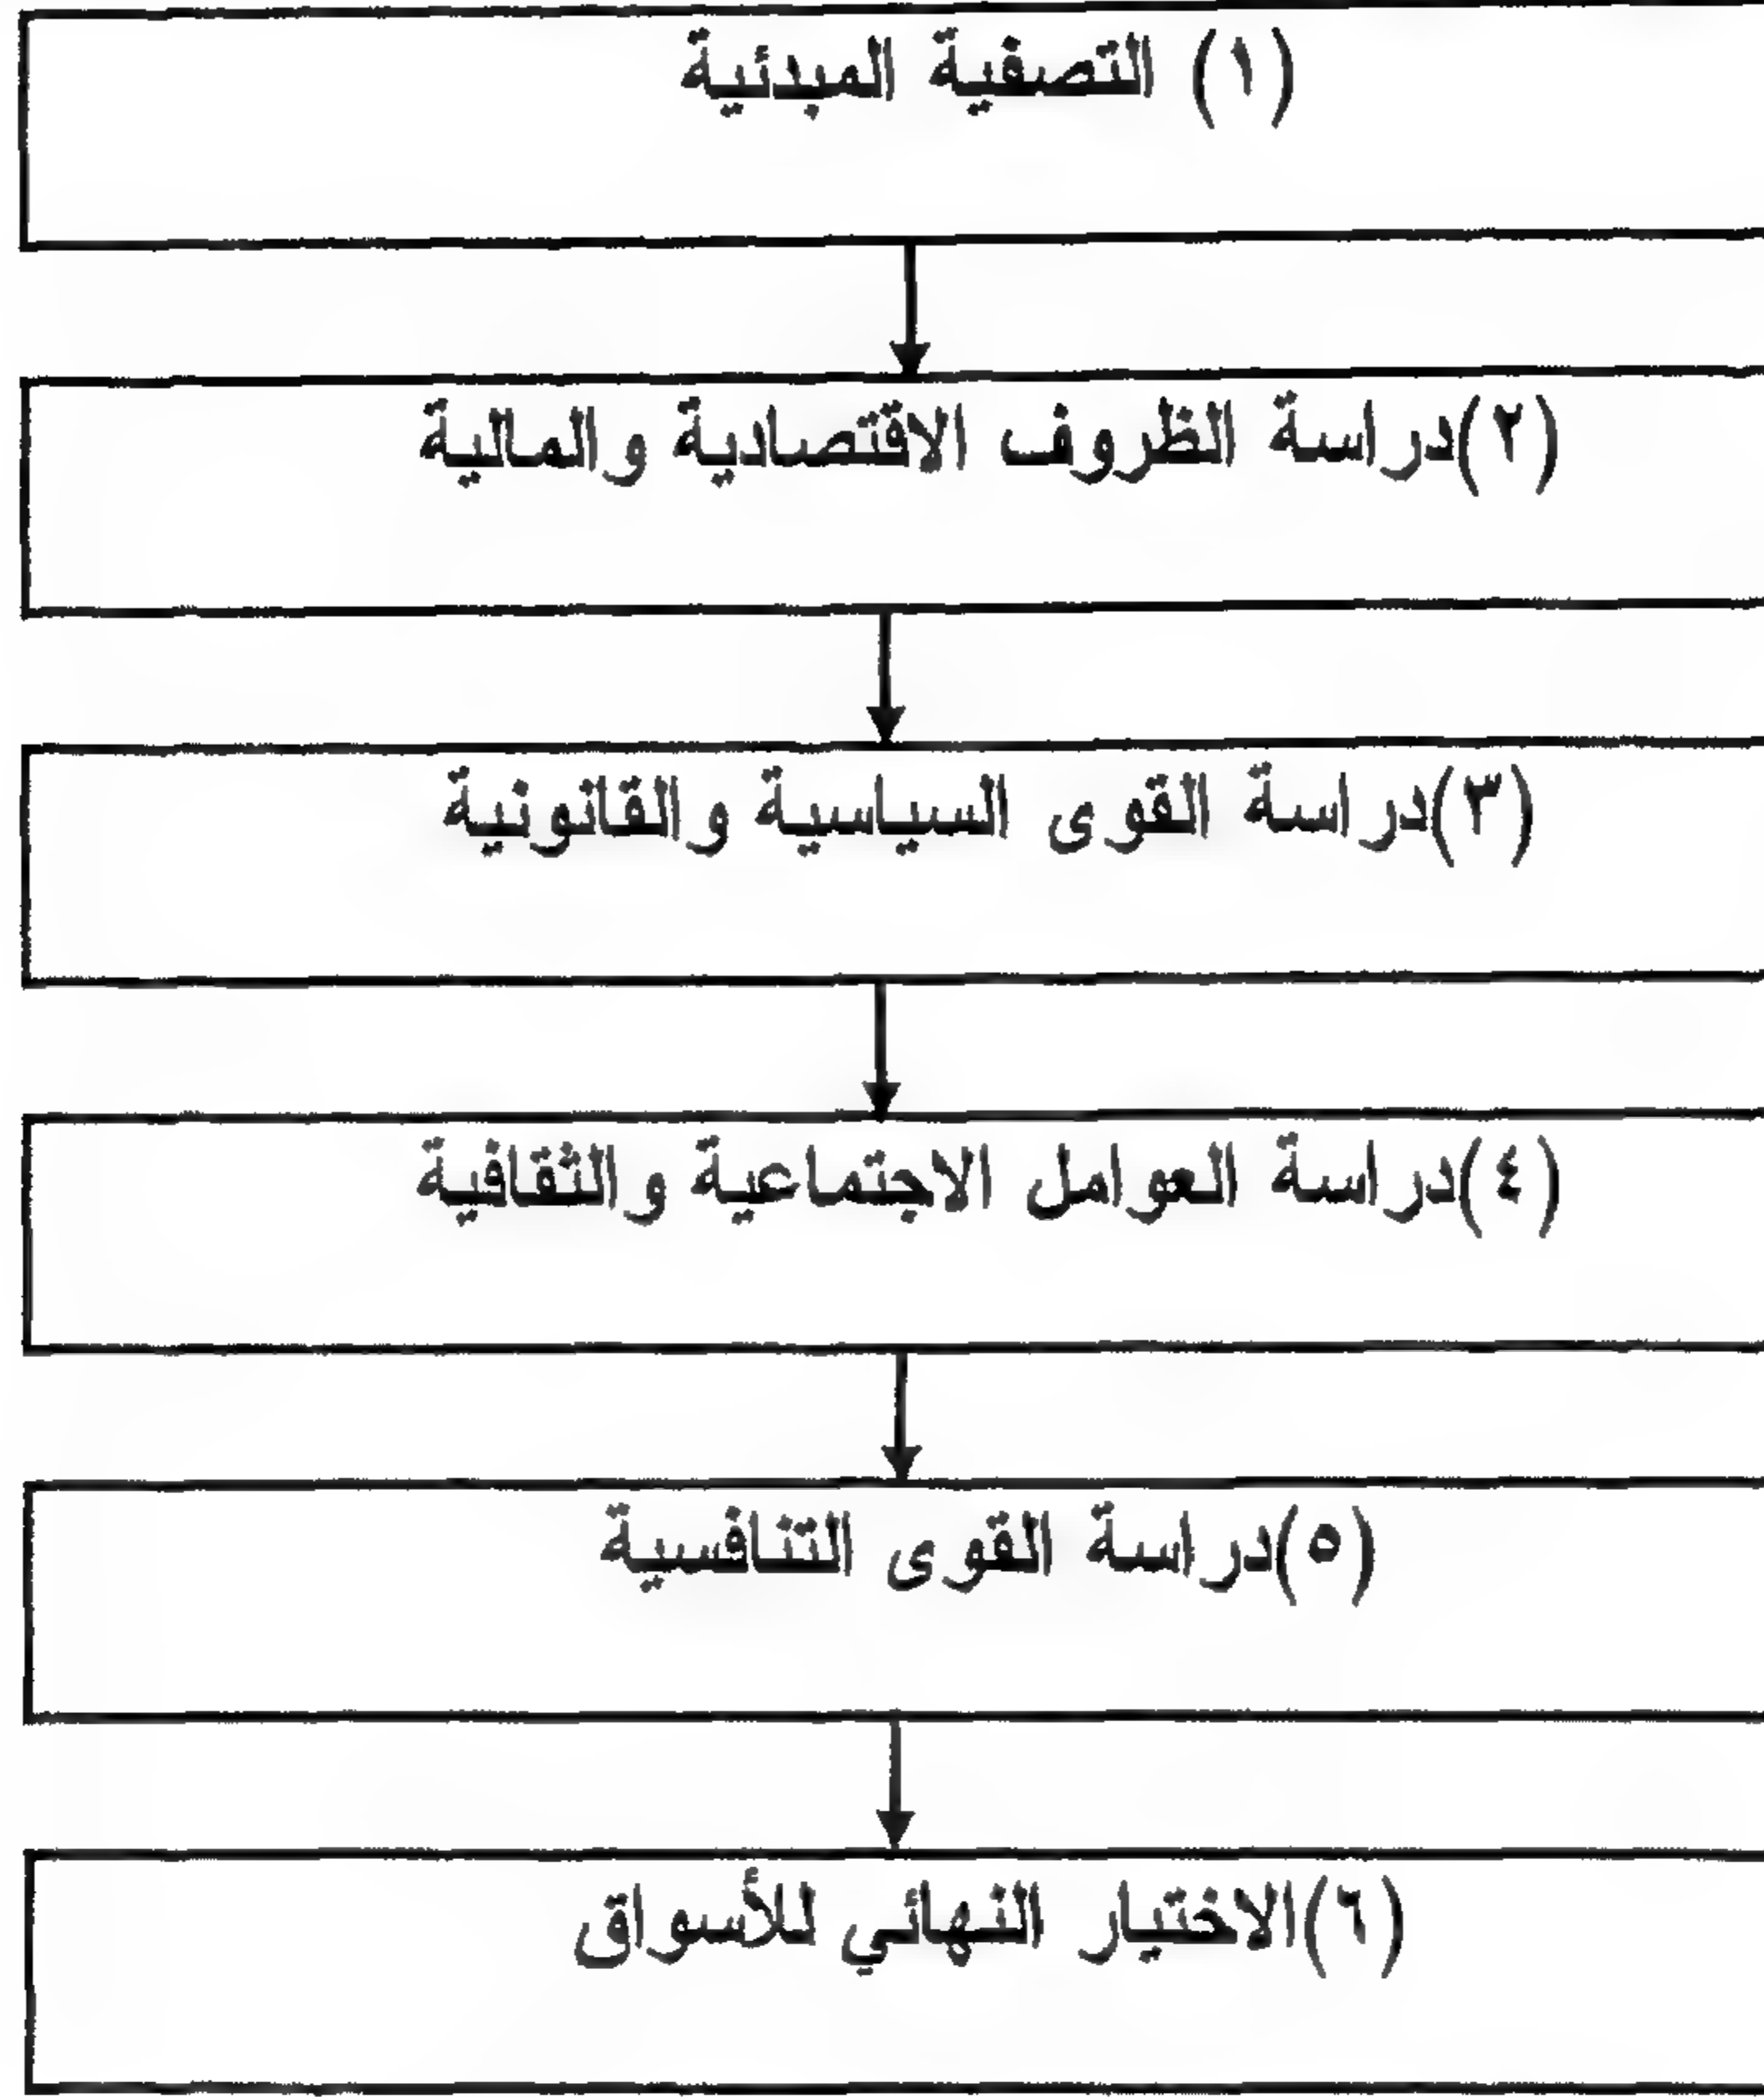 (١) التصفية المبدئية
(٢)دراسة الظروف الاقتصادية والمالية
(٣)دراسة القوى السياسية والقانونية
(٤)دراسة العوامل الاجتماعية والثقافية
(٥)دراسة القوى التنافسية
(٦)الاختيار النهائي للأسواق